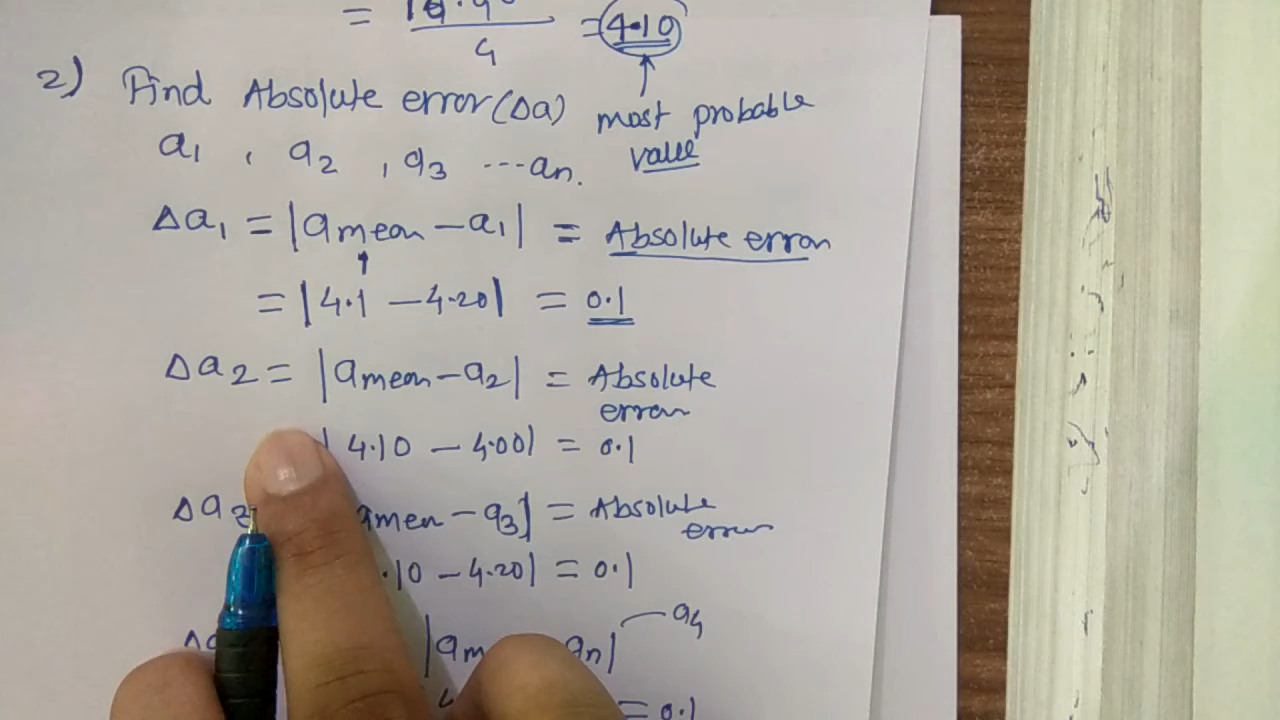 = 4 = 4.10
2) Find Absolute error (Δa) most probable value
a1 , a2 , a3 ---an.
Δa1 = |amean - a1| = Absolute error
= |4.1 - 4.20| = 0.1
Δa2 = |amean - a2| = Absolute error
| 4.10 - 4.00| = 0.1
Δa3 amen - a3| = Absolute error
.10 - 4.20| = 0.1
|am an| a4
= 0.1